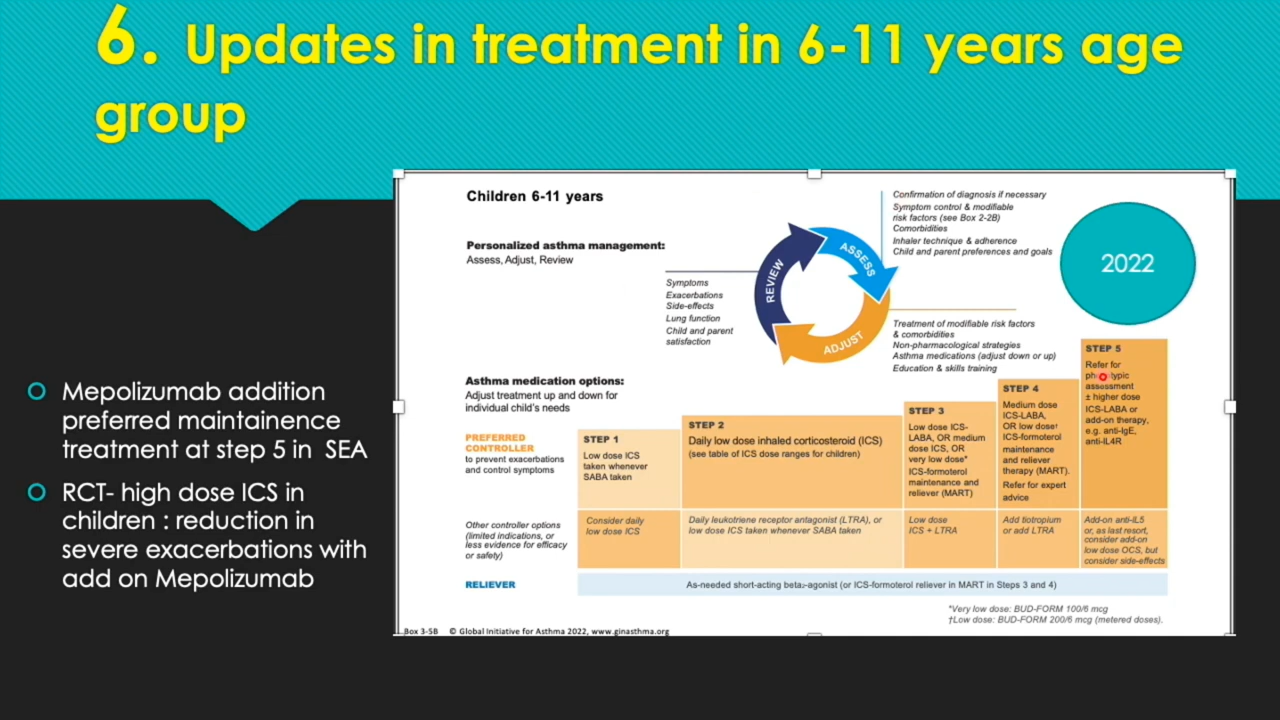 6. Updates in treatment in 6-11 years age
group
Mepolizumab addition
preferred maintainence
treatment at step 5 in SEA
RCT- high dose ICS in
children : reduction in
severe exacerbations with
add on Mepolizumab
Children 6-11 years
Personalized asthma management:
Assess, Adjust, Review
Symptoms
Exacerbations
Side-effects
Lung function
Child and parent
satisfaction
REVIEW
ASSESS
ADJUST
Confirmation of diagnosis if necessary
Symptom control & modifiable
risk factors (see Box 2-2B)
Comorbidities
Inhaler technique & adherence
Child and parent preferences and goals
2022
Treatment of modifiable risk factors
& comorbidities
Non-pharmacological strategies
Asthma medications (adjust down or up)
Education & skills training
Asthma medication options:
Adjust treatment up and down for
individual child's needs
PREFERRED
CONTROLLER
to prevent exacerbations
and control symptoms
STEP 1
Low dose ICS
taken whenever
SABA taken
STEP 2
Daily low dose inhaled corticosteroid (ICS)
(see table of ICS dose ranges for children)
STEP 3
Low dose ICS-
LABA, OR medium
dose ICS, OR
very low dose*
ICS-formoterol
maintenance and
reliever (MART)
STEP 4
Medium dose
ICS-LABA,
OR low dose†
ICS-formoterol
maintenance
and reliever
therapy (MART).
Refer for expert
advice
STEP 5
Refer for
assessment
± higher dose
ICS-LABA or
add-on therapy,
e.g. anti-IgE,
anti-IL4R
Other controller options
(limited indications, or
less evidence for efficacy
or safety)
Consider daily
low dose ICS
Daily leukotriene receptor antagonist (LTRA), or
low dose ICS taken whenever SABA taken
Low dose
ICS + LTRA
Add tiotropium
or add LTRA
Add-on anti-IL5
or, as last resort,
consider add-on
low dose OCS, but
consider side-effects
RELIEVER
As-needed short-acting beta₂-agonist (or ICS-formoterol reliever in MART in Steps 3 and 4)
*Very low dose: BUD-FORM 100/6 mcg
†Low dose: BUD-FORM 200/6 mcg (metered doses).
Box 3-5B © Global Initiative for Asthma 2022, www.ginasthma.org